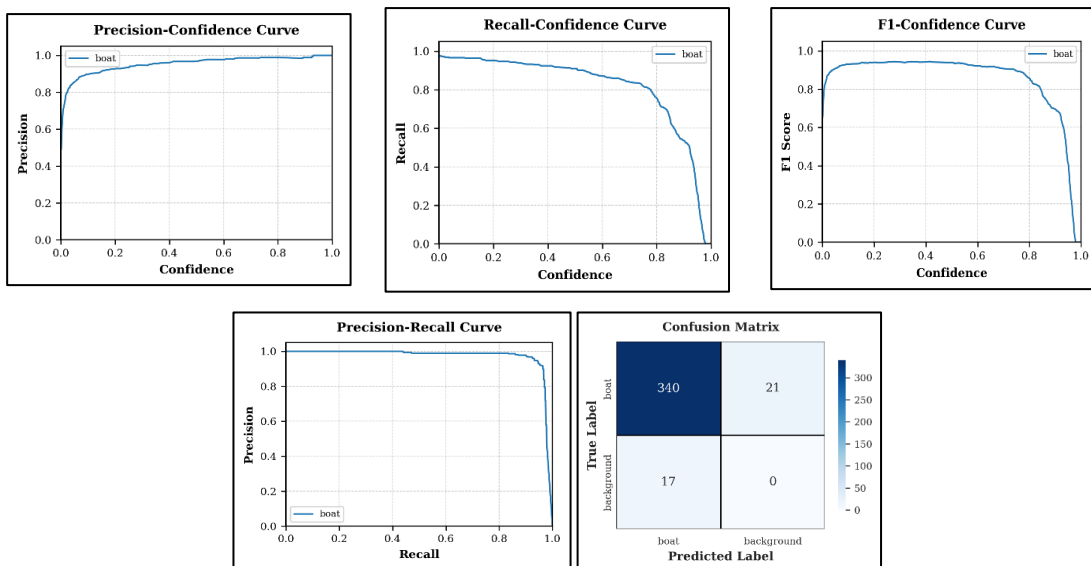 Precision-Confidence Curve
boat
1.0
0.8
0.6
0.4
0.2
0.0
Precision
0.0 0.2 0.4 0.6 0.8 1.0
Confidence
Recall-Confidence Curve
boat
1.0
0.8
0.6
0.4
0.2
0.0
Recall
0.0 0.2 0.4 0.6 0.8 1.0
Confidence
F1-Confidence Curve
boat
1.0
0.8
0.6
0.4
0.2
0.0
F1 Score
0.0 0.2 0.4 0.6 0.8 1.0
Confidence
Precision-Recall Curve
1.0
0.8
0.6
0.4
0.2
0.0
Precision
boat
0.0 0.2 0.4 0.6 0.8 1.0
Recall
Confusion Matrix
True Label
boat
340 21
background
17 0
boat background
Predicted Label
300
250
200
150
100
50
0